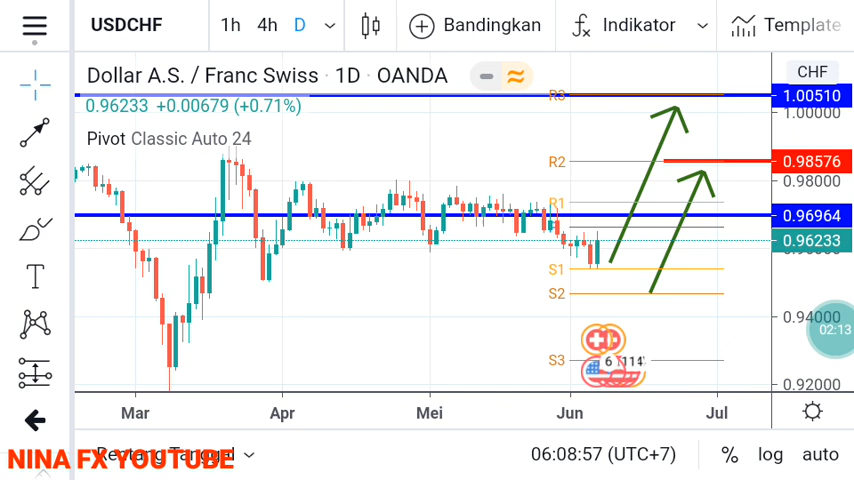 USDCHF
1h 4h D
Bandingkan
Indikator
Template
Dollar A.S. / Franc Swiss · 1D · OANDA
0.96233 +0.00679 (+0.71%)
Pivot Classic Auto 24
CHF
R3
1.00510
1.00000
R2
0.98576
0.98000
R1
0.96964
P
0.96233
S1
S2
0.94000
02:13
S3
0.92000
Mar Apr Mei Jun Jul
Rentang Tanggal
06:08:57 (UTC+7)
% log auto
NINA FX YOUTUBE